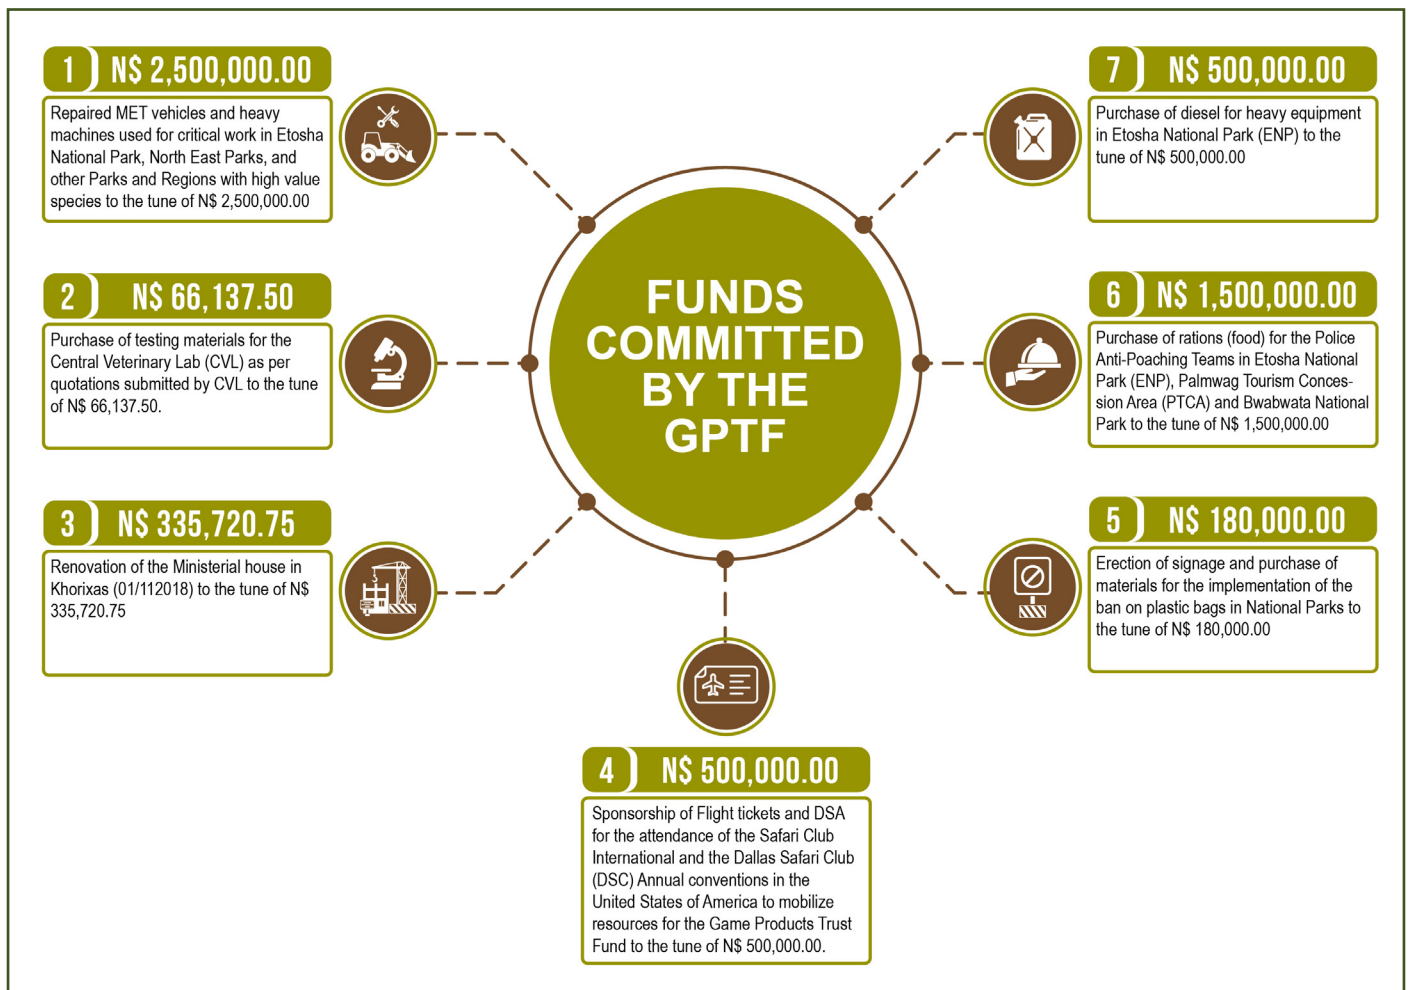 1 N$ 2,500,000.00
Repaired MET vehicles and heavy
machines used for critical work in Etosha
National Park, North East Parks, and
other Parks and Regions with high value
species to the tune of N$ 2,500,000.00
2 N$ 66,137.50
Purchase of testing materials for the
Central Veterinary Lab (CVL) as per
quotations submitted by CVL to the tune
of N$ 66,137.50.
3 N$ 335,720.75
Renovation of the Ministerial house in
Khorixas (01/112018) to the tune of N$
335,720.75
FUNDS
COMMITTED
BY THE
GPTF
4 N$ 500,000.00
Sponsorship of Flight tickets and DSA
for the attendance of the Safari Club
International and the Dallas Safari Club
(DSC) Annual conventions in the
United States of America to mobilize
resources for the Game Products Trust
Fund to the tune of N$ 500,000.00.
5 N$ 180,000.00
Erection of signage and purchase of
materials for the implementation of the
ban on plastic bags in National Parks to
the tune of N$ 180,000.00
6 N$ 1,500,000.00
Purchase of rations (food) for the Police
Anti-Poaching Teams in Etosha National
Park (ENP), Palmwag Tourism Conces-
sion Area (PTCA) and Bwabwata National
Park to the tune of N$ 1,500,000.00
7 N$ 500,000.00
Purchase of diesel for heavy equipment
in Etosha National Park (ENP) to the
tune of N$ 500,000.00